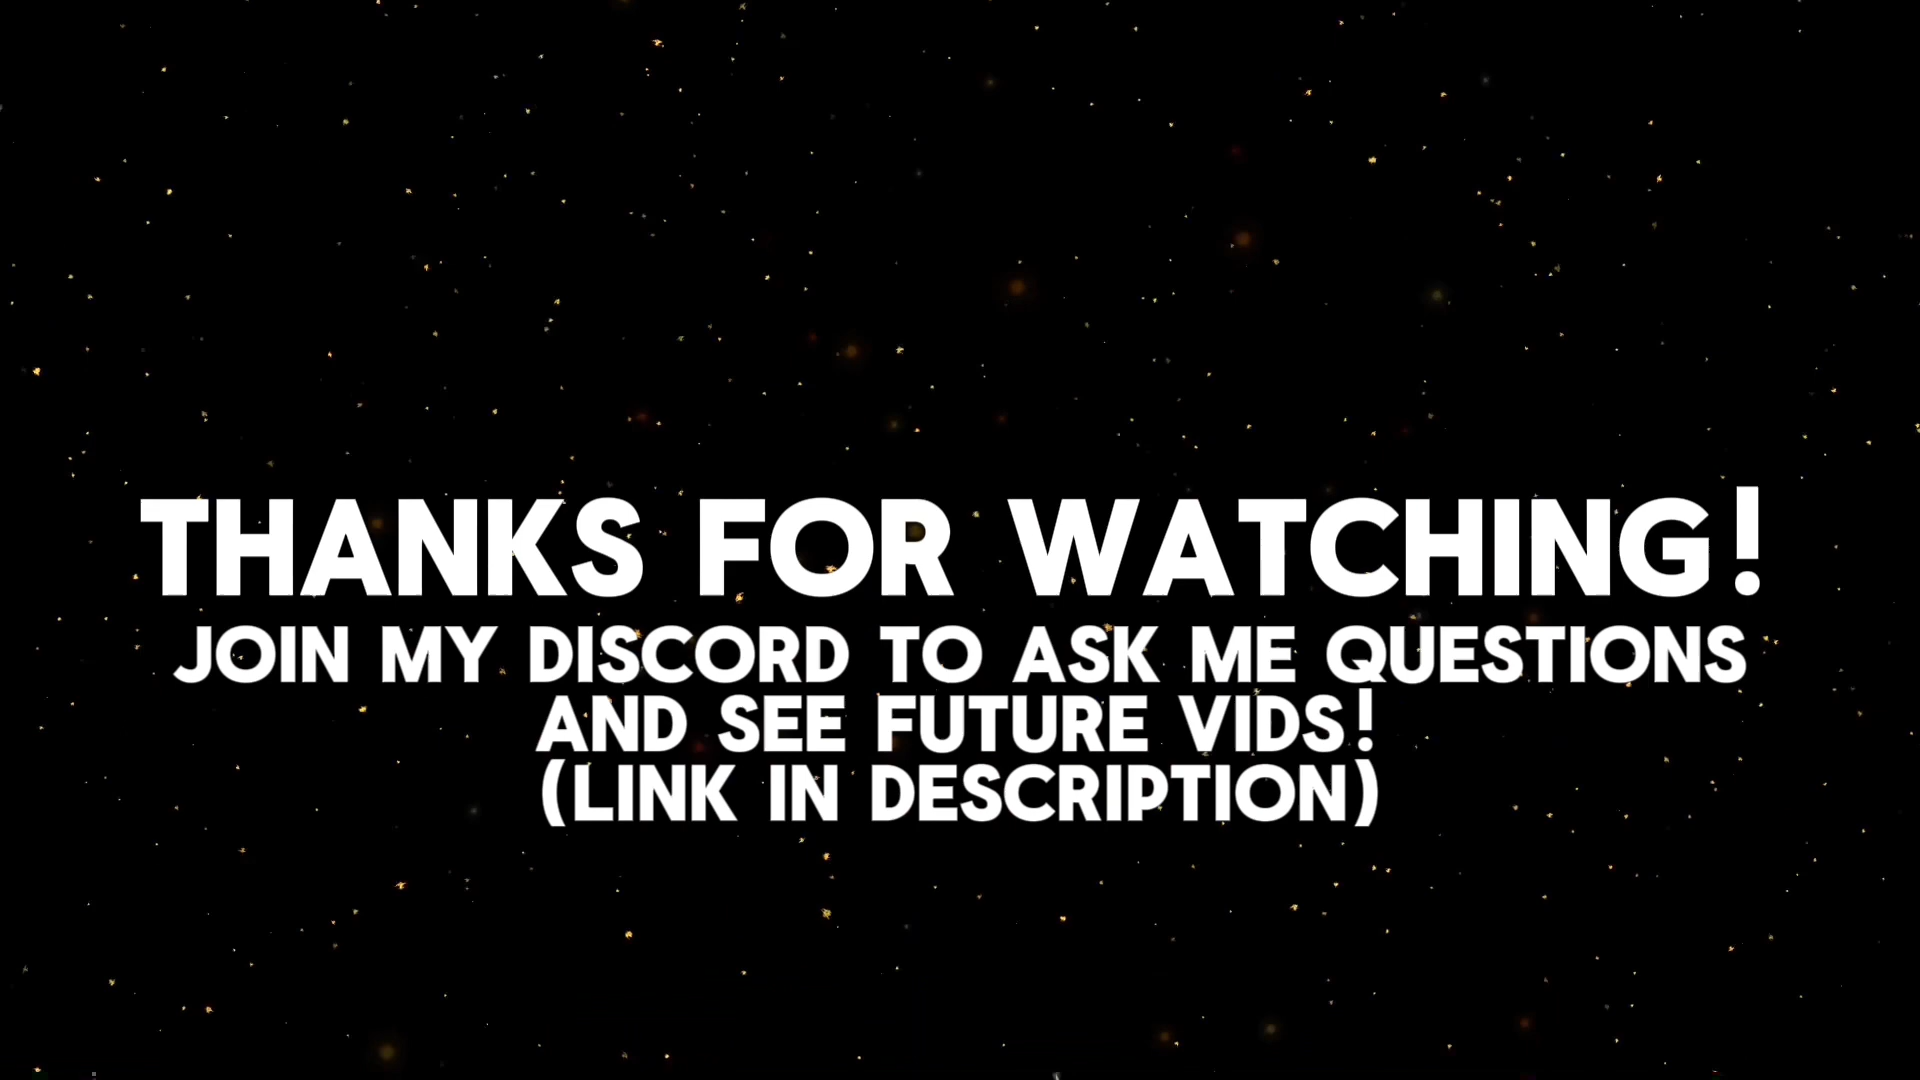 THANKS FOR WATCHING!
JOIN MY DISCORD TO ASK ME QUESTIONS
AND SEE FUTURE VIDS!
(LINK IN DESCRIPTION)